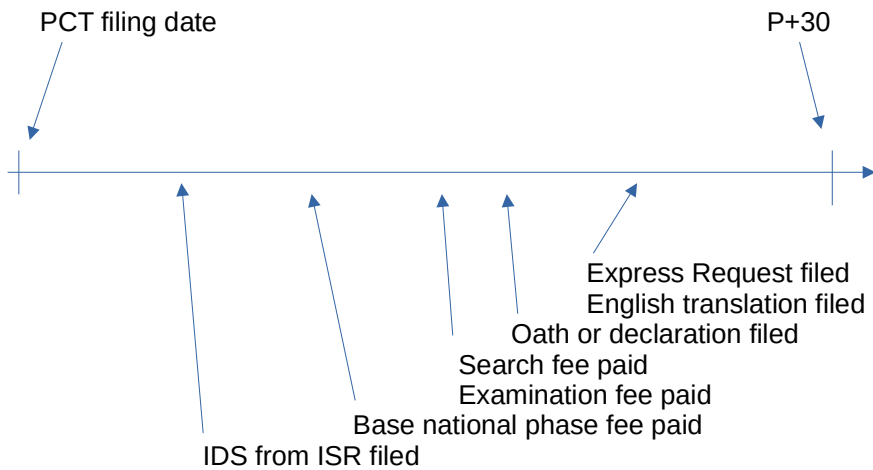 PCT filing date
P+30
Express Request filed
English translation filed
Oath or declaration filed
Search fee paid
Examination fee paid
Base national phase fee paid
IDS from ISR filed